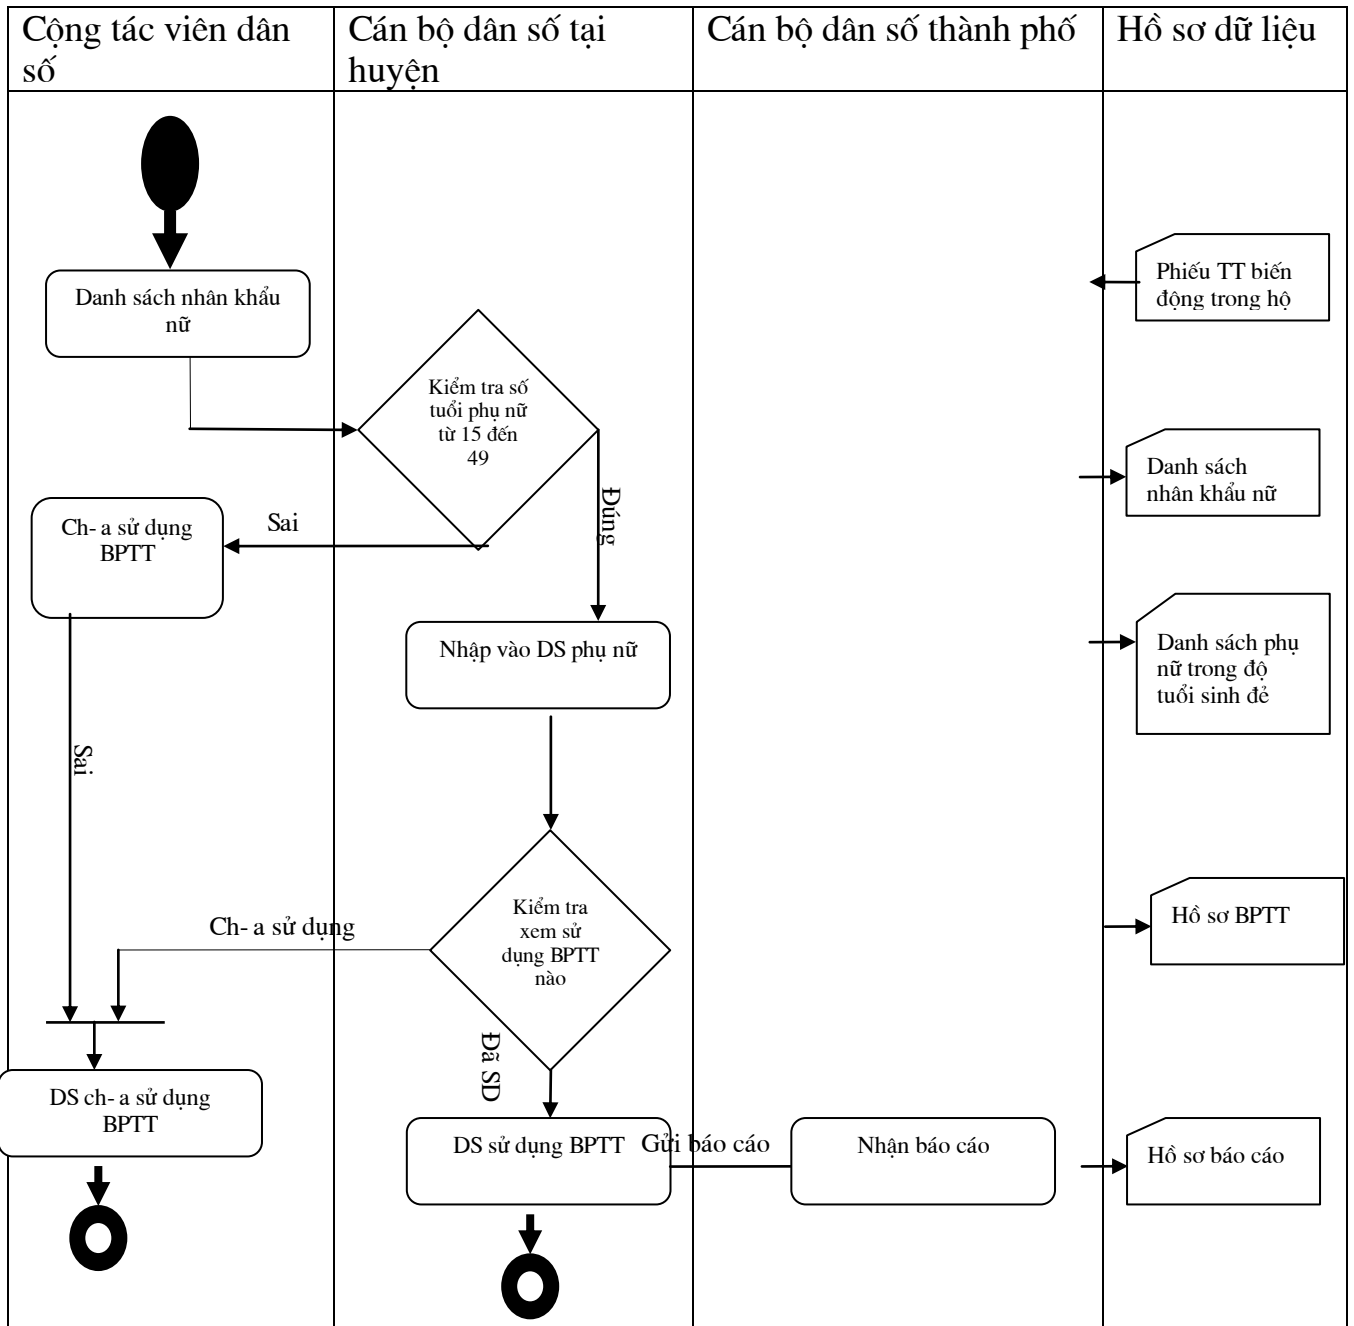 Cộng tác viên dân
số
Cán bộ dân số tại
huyện
Cán bộ dân số thành phố
Hồ sơ dữ liệu
Danh sách nhân khẩu
nữ
Phiếu TT biến
động trong hộ
Kiểm tra số
tuổi phụ nữ
từ 15 đến
49
Danh sách
nhân khẩu nữ
Đúng
Sai
Ch- a sử dụng
BPTT
Nhập vào DS phụ nữ
Danh sách phụ
nữ trong độ
tuổi sinh đẻ
Sai
Kiểm tra
xem sử
dụng BPTT
nào
Ch- a sử dụng
Hồ sơ BPTT
Đã SD
DS ch- a sử dụng
BPTT
DS sử dụng BPTT
Gửi báo cáo
Nhận báo cáo
Hồ sơ báo cáo